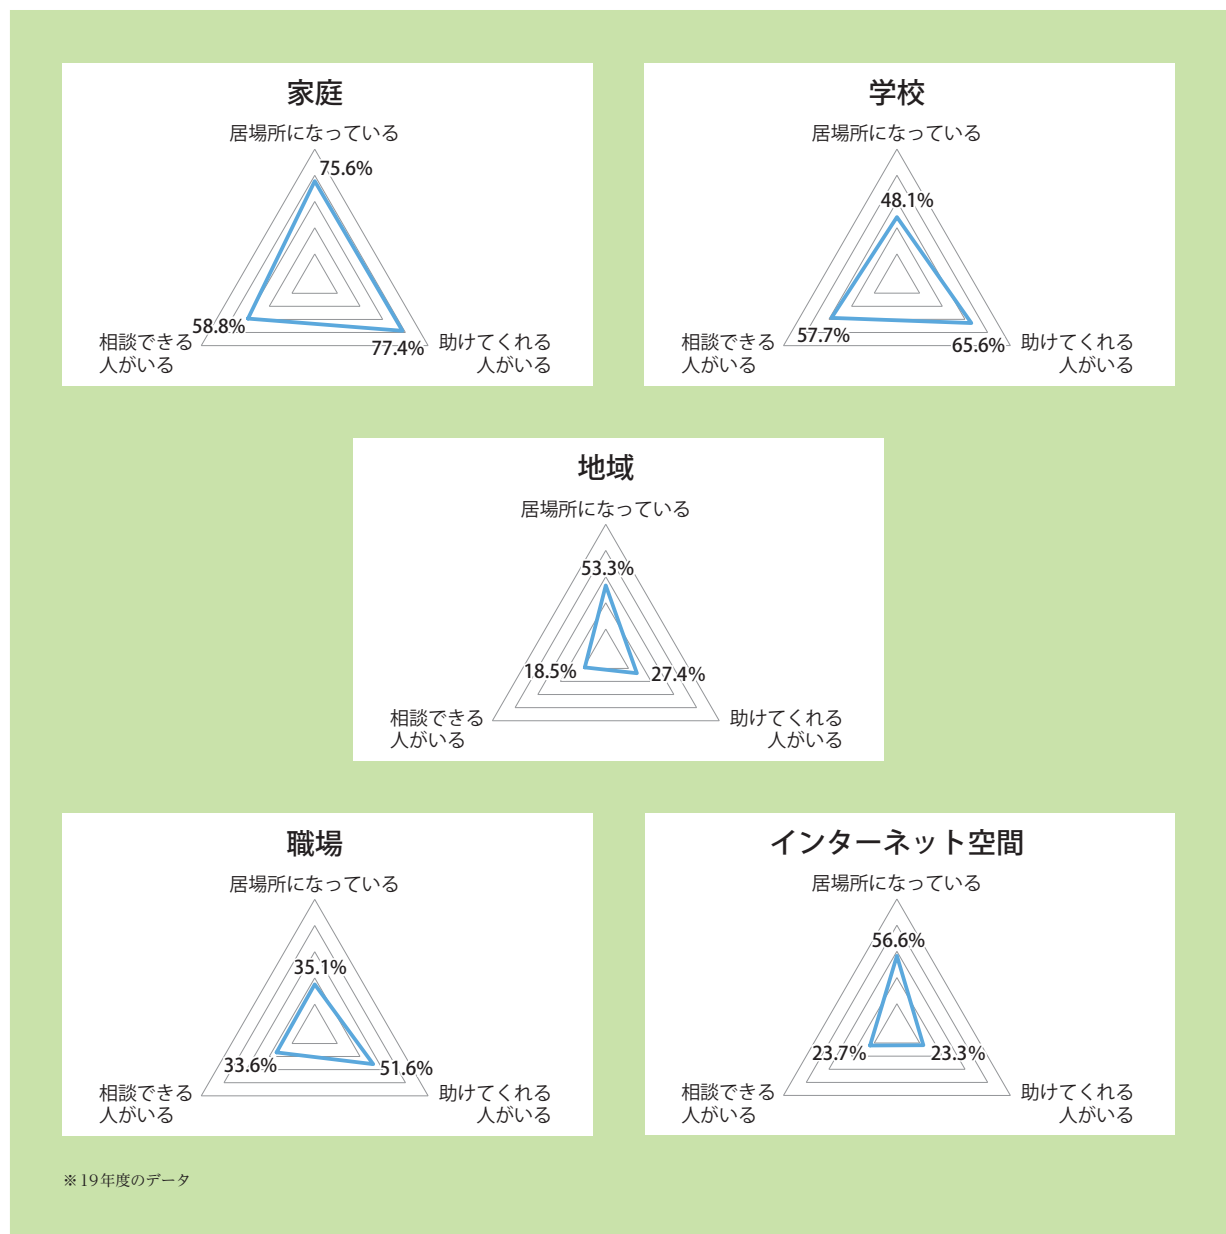 家庭
居場所になっている
75.6%
58.8%
相談できる
人がいる
77.4%
助けてくれる
人がいる
学校
居場所になっている
48.1%
57.7%
相談できる
人がいる
65.6%
助けてくれる
人がいる
地域
居場所になっている
53.3%
18.5%
27.4%
相談できる
人がいる
助けてくれる
人がいる
職場
居場所になっている
35.1%
33.6%
51.6%
相談できる
人がいる
助けてくれる
人がいる
インターネット空間
居場所になっている
56.6%
23.7%
23.3%
相談できる
人がいる
助けてくれる
人がいる
※19年度のデータ